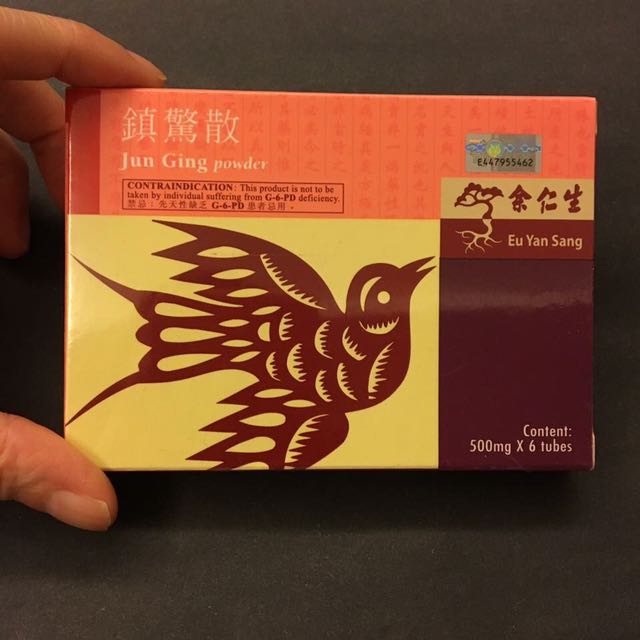 鎮驚散
Jun Ging powder
CONTRAINDICATION: This product is not to be
taken by individual suffering from G-6-PD deficiency.
禁忌：先天性缺乏 G-6-PD 患者忌用。
E447955462
余仁生
Eu Yan Sang
Content:
500mg X 6 tubes